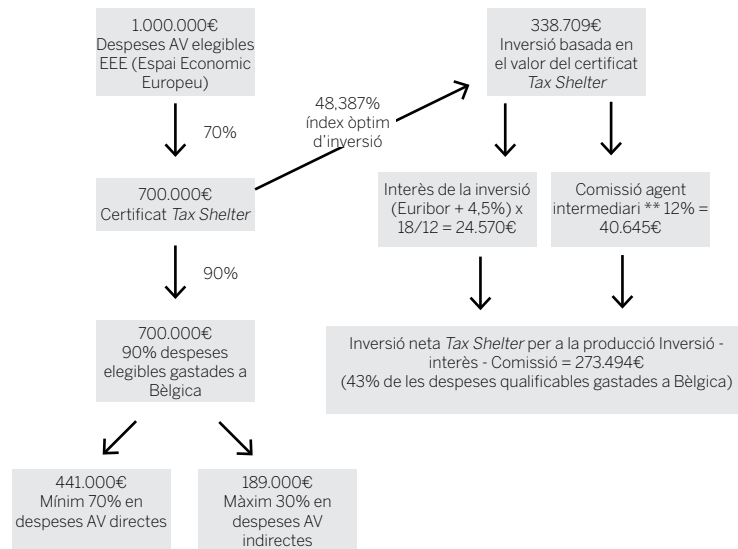 1.000.000€
Despeses AV elegibles
EEE (Espai Economic
Europeu)
70%
700.000€
Certificat Tax Shelter
90%
700.000€
90% despeses
elegibles gastades a
Bèlgica
441.000€
Mínim 70% en
despeses AV directes
189.000€
Màxim 30% en
despeses AV
indirectes
48,387%
índex òptim
d'inversió
338.709€
Inversió basada en
el valor del certificat
Tax Shelter
Interès de la inversió
(Euribor + 4,5%) x
18/12 = 24.570€
Comissió agent
intermediari ** 12% =
40.645€
Inversió neta Tax Shelter per a la producció Inversió -
interès - Comissió = 273.494€
(43% de les despeses qualificables gastades a Bèlgica)